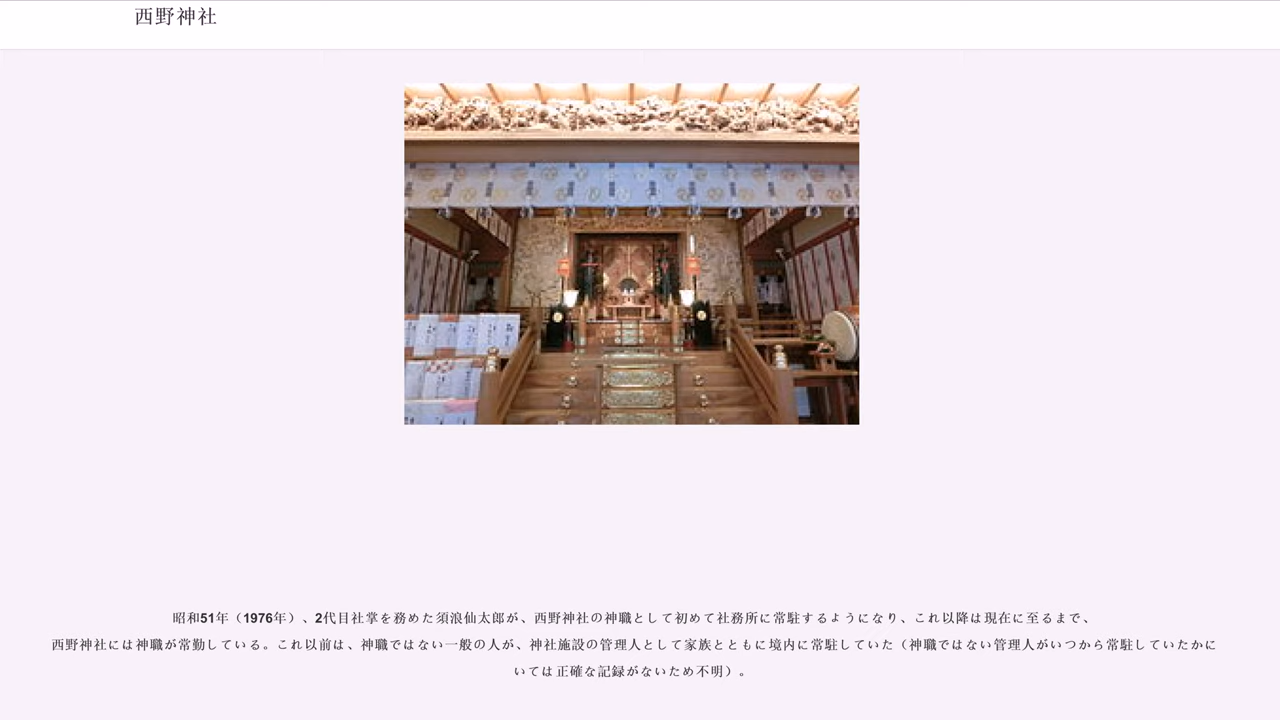 西野神社
昭和51年（1976年）、2代目社掌を務めた須浪仙太郎が、西野神社の神職として初めて社務所に常駐するようになり、これ以降は現在に至るまで、
西野神社には神職が常勤している。これ以前は、神職ではない一般の人が、神社施設の管理人として家族とともに境内に常駐していた（神職ではない管理人がいつから常駐していたかに
いては正確な記録がないため不明）。